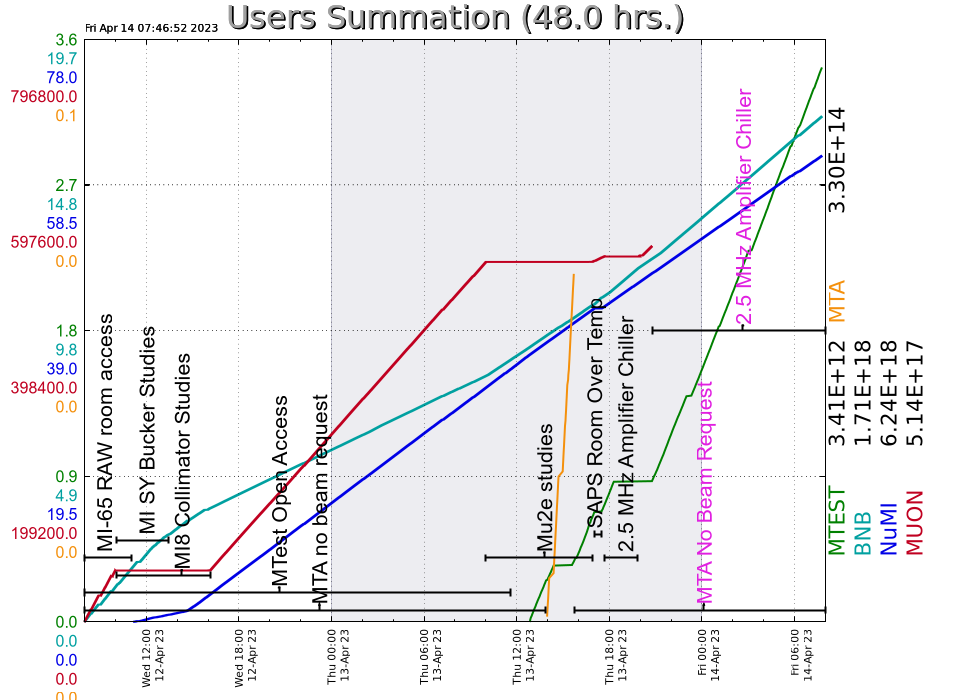 Users Summation (48.0 hrs.)
Fri Apr 14 07:46:52 2023
3.6
19.7
78.0
796800.0
0.1
2.7
14.8
58.5
597600.0
0.0
1.8
9.8
39.0
398400.0
0.0
0.9
4.9
19.5
199200.0
0.0
0.0
0.0
0.0
0.0
0.0
MI-65 RAW room access
MI SY Bucker Studies
MI8 Collimator Studies
MTest Open Access
MTA no beam request
Mu2e studies
SAPS Room Over Temp
2.5 MHz Amplifier Chiller
MTA No Beam Request
2.5 MHz Amplifier Chiller
Wed 12:00
12-Apr 23
Wed 18:00
12-Apr 23
Thu 00:00
13-Apr 23
Thu 06:00
13-Apr 23
Thu 12:00
13-Apr 23
Thu 18:00
13-Apr 23
Fri 00:00
14-Apr 23
Fri 06:00
14-Apr 23
MTEST 3.41E+12 MTA 3.30E+14
BNB 1.71E+18
NuMI 6.24E+18
MUON 5.14E+17